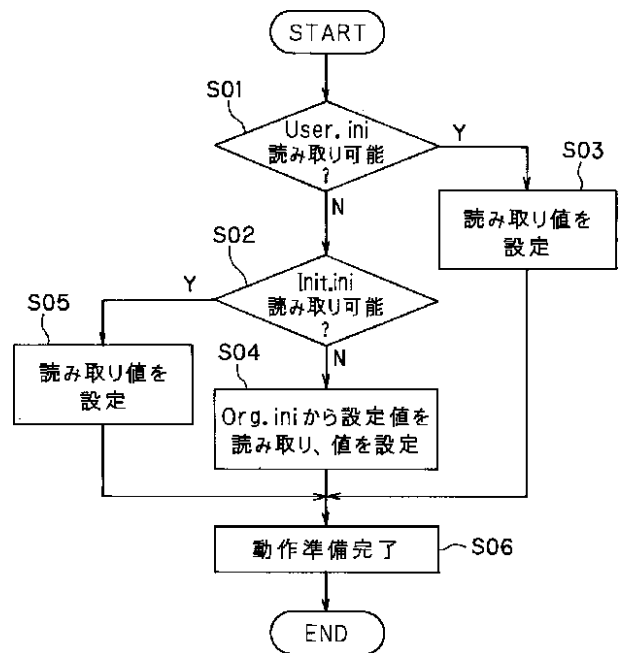 START
S01
User.ini
読み取り可能
?
Y
N
S03
読み取り値を
設定
S02
Y
Init.ini
読み取り可能
?
N
S05
読み取り値を
設定
S04
Org.iniから設定値を
読み取り、値を設定
動作準備完了
S06
END